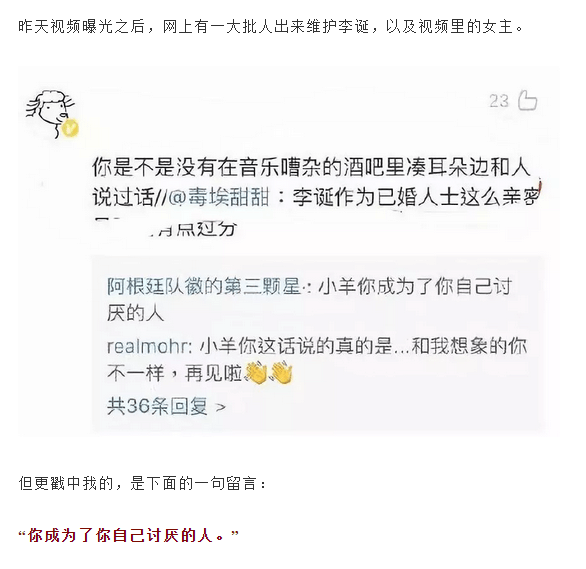 昨天视频曝光之后，网上有一大批人出来维护李诞，以及视频里的女主。
23
你是不是没有在音乐嘈杂的酒吧里凑耳朵边和人
说过话//@毒埃甜甜：李诞作为已婚人士这么亲密
有点过分
阿根廷队徽的第三颗星·: 小羊你成为了你自己讨
厌的人
realmohr: 小羊你这话说的真的是...和我想象的你
不一样，再见啦👋👋
共36条回复 >
但更戳中我的，是下面的一句留言：
“你成为了你自己讨厌的人。”